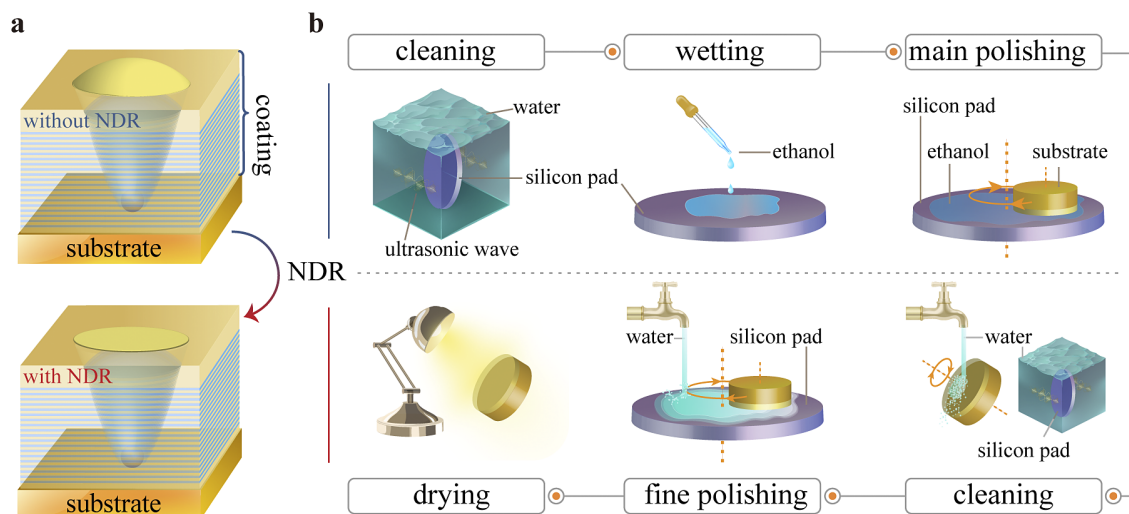 a
without NDR
coating
substrate
NDR
with NDR
substrate
b
cleaning
wetting
main polishing
water
silicon pad
ultrasonic wave
ethanol
silicon pad
ethanol
substrate
water
silicon pad
water
silicon pad
drying
fine polishing
cleaning